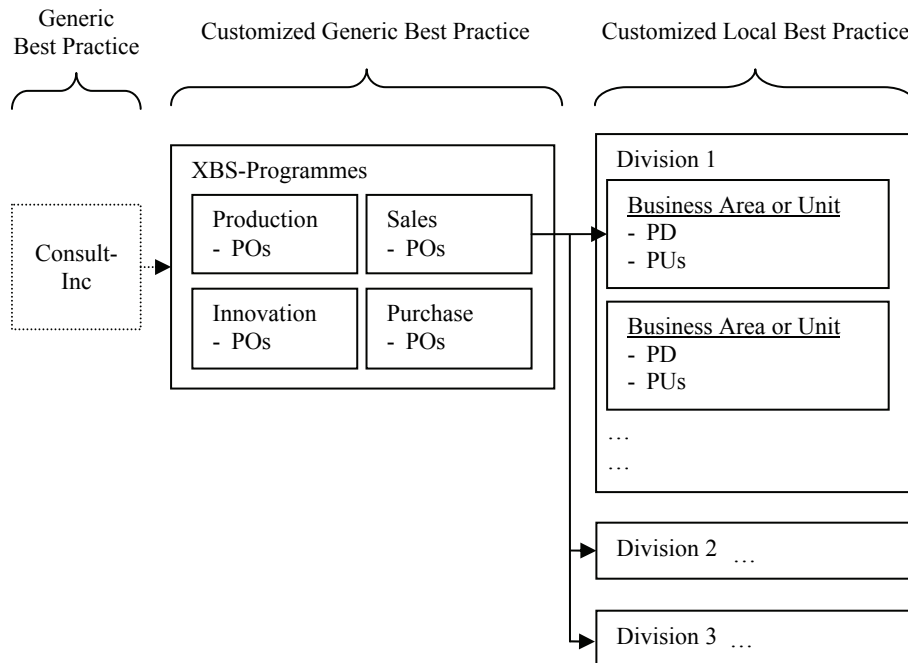 Generic
Best Practice
Customized Generic Best Practice
Customized Local Best Practice
Consult-
Inc
XBS-Programmes
Production
- POs
Sales
- POs
Innovation
- POs
Purchase
- POs
Division 1
Business Area or Unit
- PD
- PUs
Business Area or Unit
- PD
- PUs
…
…
Division 2 …
Division 3 …